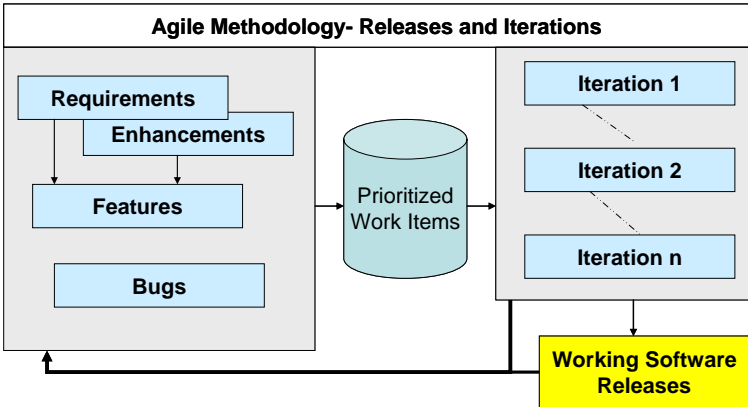 Agile Methodology- Releases and Iterations
Requirements
Enhancements
Features
Bugs
Prioritized
Work Items
Iteration 1
Iteration 2
Iteration n
Working Software
Releases